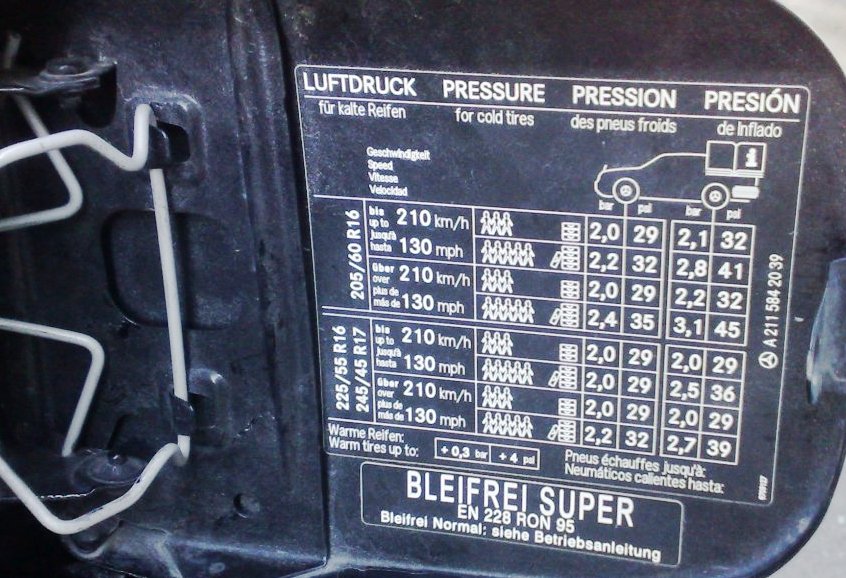 LUFTDRUCK PRESSURE PRESSION PRESIÓN
für kalte Reifen for cold tires des pneus froids de inflado
Geschwindigkeit
Speed
Vitesse
Velocidad
i
bar psi bar psi
205/60 R16
bis
up to
jusqu'à
hasta
210 km/h
130 mph
2,0 29 2,1 32
2,2 32 2,8 41
über
over
plus de
más de
210 km/h
130 mph
2,0 29 2,2 32
2,4 35 3,1 45
225/55 R16
245/45 R17
bis
up to
jusqu'à
hasta
210 km/h
130 mph
2,0 29 2,0 29
2,0 29 2,5 36
über
over
plus de
más de
210 km/h
130 mph
2,0 29 2,0 29
2,2 32 2,7 39
Warme Reifen:
Warm tires up to:
+ 0,3 bar + 4 psi
Pneus échauffes jusqu'à:
Neumáticos calientes hasta:
A 211 584 20 39
BLEIFREI SUPER
EN 228 RON 95
Bleifrei Normal: siehe Betriebsanleitung